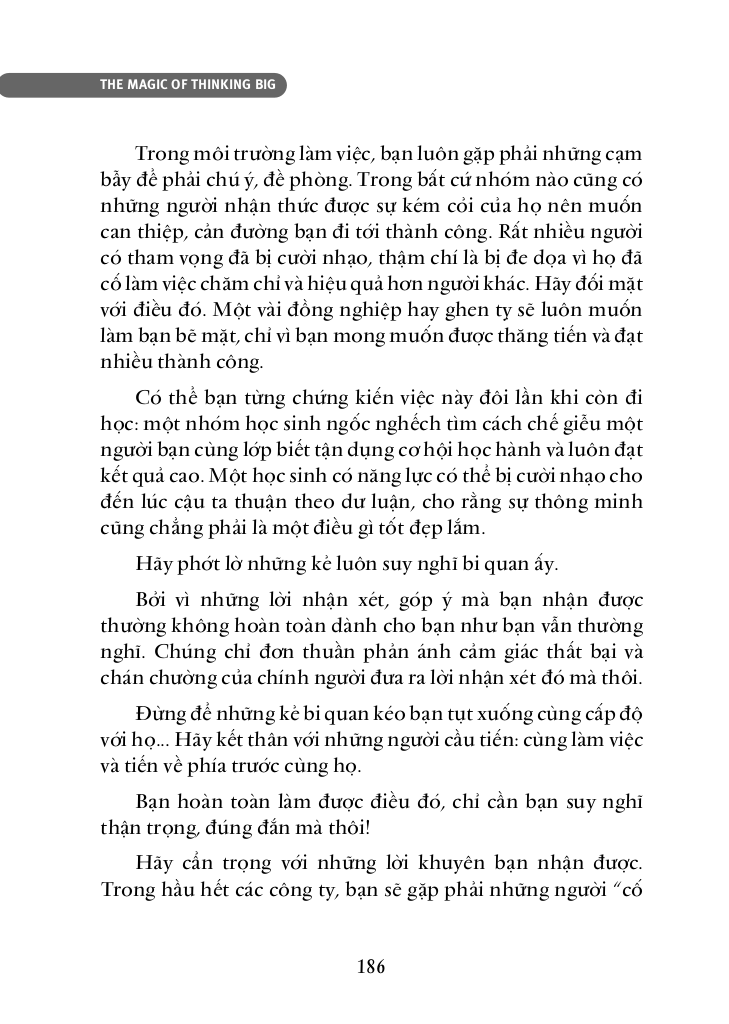 THE MAGIC OF THINKING BIG
Trong môi trường làm việc, bạn luôn gặp phải những cạm
bẫy để phải chú ý, đề phòng. Trong bất cứ nhóm nào cũng có
những người nhận thức được sự kém cỏi của họ nên muốn
can thiệp, cản đường bạn đi tới thành công. Rất nhiều người
có tham vọng đã bị cười nhạo, thậm chí là bị đe dọa vì họ đã
cố làm việc chăm chỉ và hiệu quả hơn người khác. Hãy đối mặt
với điều đó. Một vài đồng nghiệp hay ghen tỵ sẽ luôn muốn
làm bạn bẽ mặt, chỉ vì bạn mong muốn được thăng tiến và đạt
nhiều thành công.
Có thể bạn từng chứng kiến việc này đôi lần khi còn đi
học: một nhóm học sinh ngốc nghếch tìm cách chế giễu một
người bạn cùng lớp biết tận dụng cơ hội học hành và luôn đạt
kết quả cao. Một học sinh có năng lực có thể bị cười nhạo cho
đến lúc cậu ta thuận theo dư luận, cho rằng sự thông minh
cũng chẳng phải là một điều gì tốt đẹp lắm.
Hãy phớt lờ những kẻ luôn suy nghĩ bi quan ấy.
Bởi vì những lời nhận xét, góp ý mà bạn nhận được
thường không hoàn toàn dành cho bạn như bạn vẫn thường
nghĩ. Chúng chỉ đơn thuần phản ánh cảm giác thất bại và
chán chường của chính người đưa ra lời nhận xét đó mà thôi.
Đừng để những kẻ bi quan kéo bạn tụt xuống cùng cấp độ
với họ... Hãy kết thân với những người cầu tiến: cùng làm việc
và tiến về phía trước cùng họ.
Bạn hoàn toàn làm được điều đó, chỉ cần bạn suy nghĩ
thận trọng, đúng đắn mà thôi!
Hãy cẩn trọng với những lời khuyên bạn nhận được.
Trong hầu hết các công ty, bạn sẽ gặp phải những người “cố
186